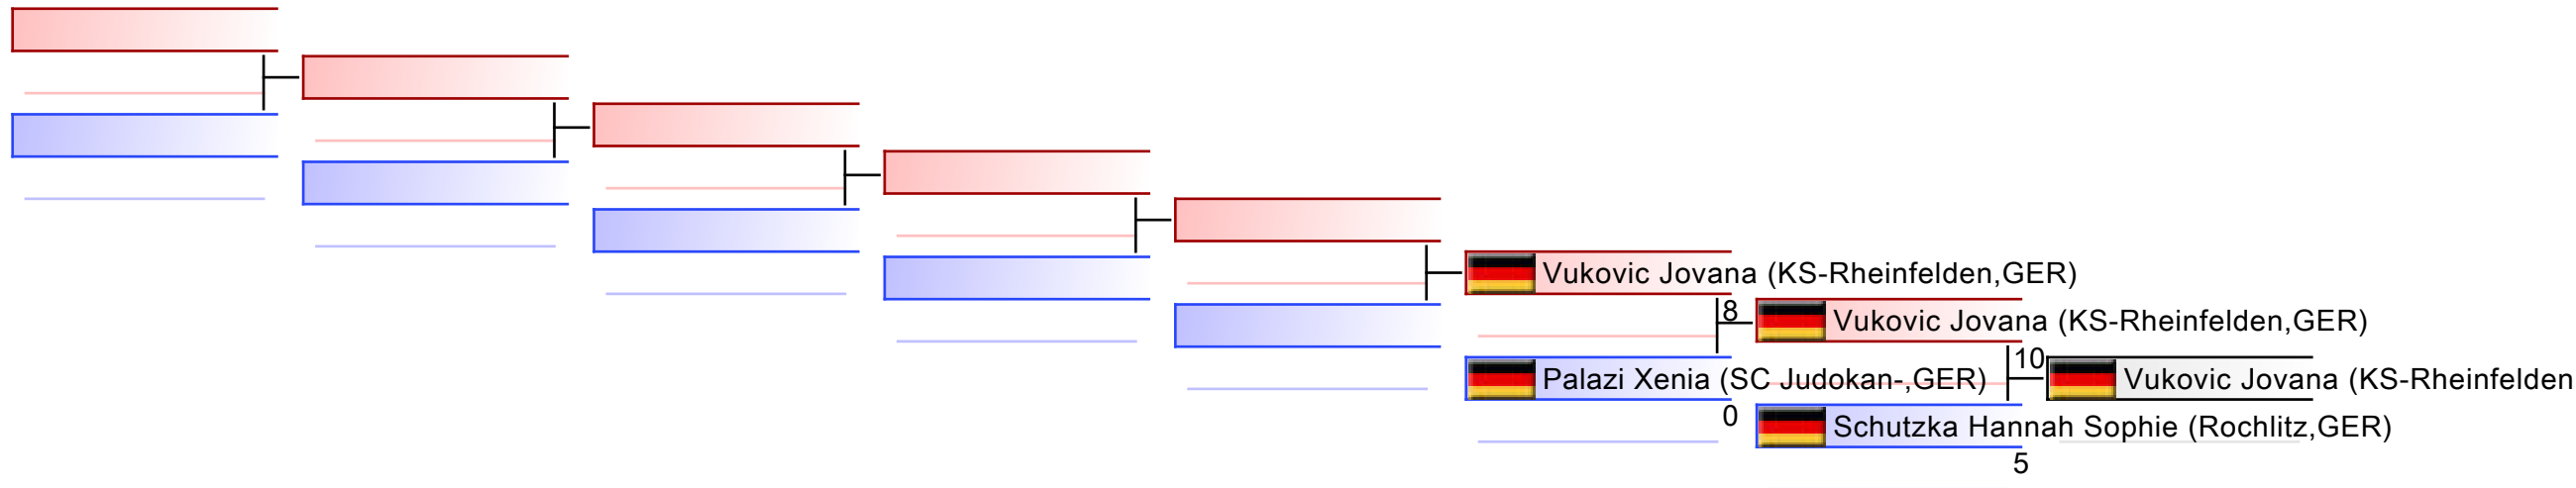 Vukovic Jovana (KS-Rheinfelden,GER)
8
Vukovic Jovana (KS-Rheinfelden,GER)
10
Palazi Xenia (SC Judokan-,GER)
Vukovic Jovana (KS-Rheinfelden
0
Schutzka Hannah Sophie (Rochlitz,GER)
5